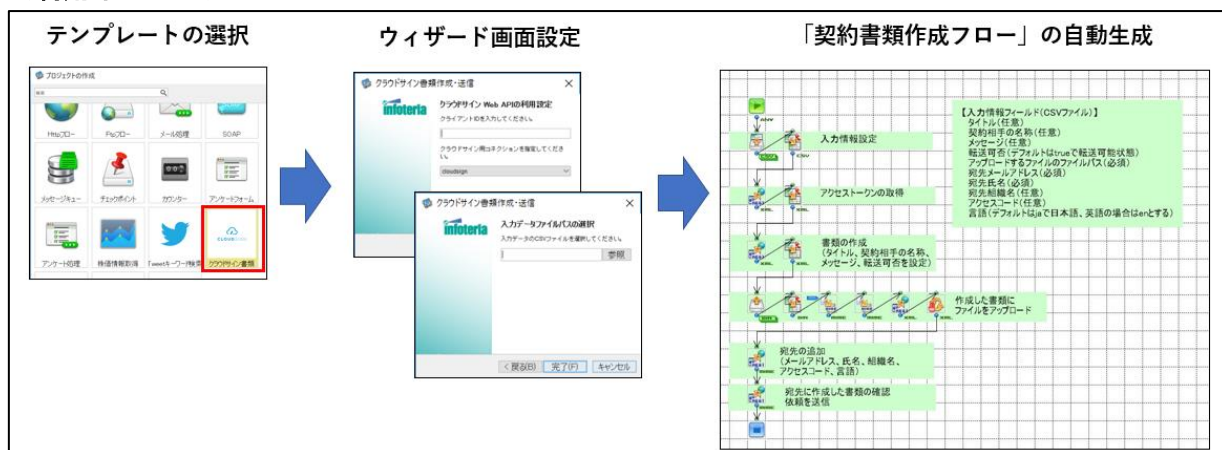 テンプレートの選択
プロジェクトの作成
検索
Httpフロー
Ftpフロー
メール処理
SOAP
メッセージキュー
チェックポイント
カウンター
アンケートフォーム
アンケート処理
株価情報取得
Tweetキーワード検索
クラウドサイン書類
ウィザード画面設定
クラウドサイン書類作成・送信
infoteria
クラウドサイン Web APIの利用設定
クライアントIDを入力してください。
クラウドサイン用コネクションを指定してくださ
い。
cloudsign
クラウドサイン書類作成・送信
infoteria
入力データファイルパスの選択
入力データのCSVファイルを選択してください。
参照
< 戻る(B)
完了(F)
キャンセル
「契約書類作成フロー」の自動生成
入力情報設定
アクセストークンの取得
書類の作成
(タイトル、契約相手の名称、
メッセージ、転送可否を設定)
作成した書類に
ファイルをアップロード
宛先の追加
(メールアドレス、氏名、組織名、
アクセスコード、言語)
宛先に作成した書類の確認
依頼を送信
【入力情報フィールド(CSVファイル)】
タイトル(任意)
契約相手の名称(任意)
メッセージ(任意)
転送可否(デフォルトはtrueで転送可能状態)
アップロードするファイルのファイルパス(必須)
宛先メールアドレス(必須)
宛先氏名(必須)
宛先組織名(任意)
アクセスコード(任意)
言語(デフォルトはjaで日本語、英語の場合はenとする)